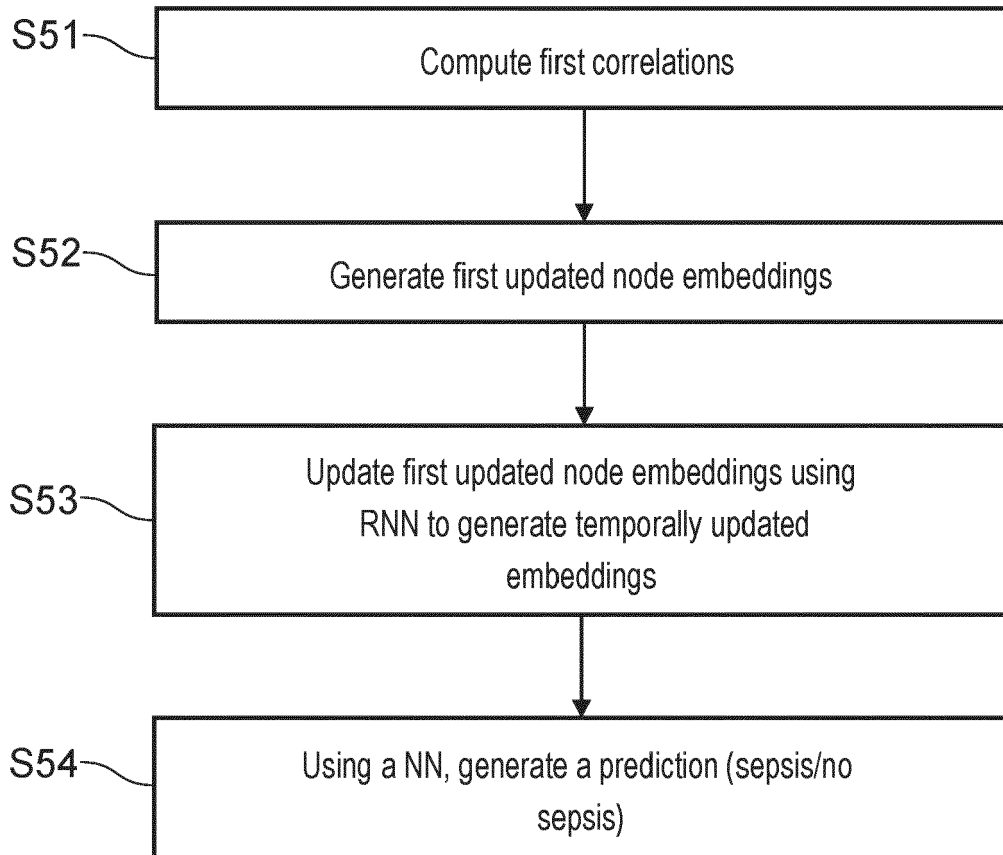 S51
Compute first correlations
S52
Generate first updated node embeddings
S53
Update first updated node embeddings using
RNN to generate temporally updated
embeddings
S54
Using a NN, generate a prediction (sepsis/no
sepsis)